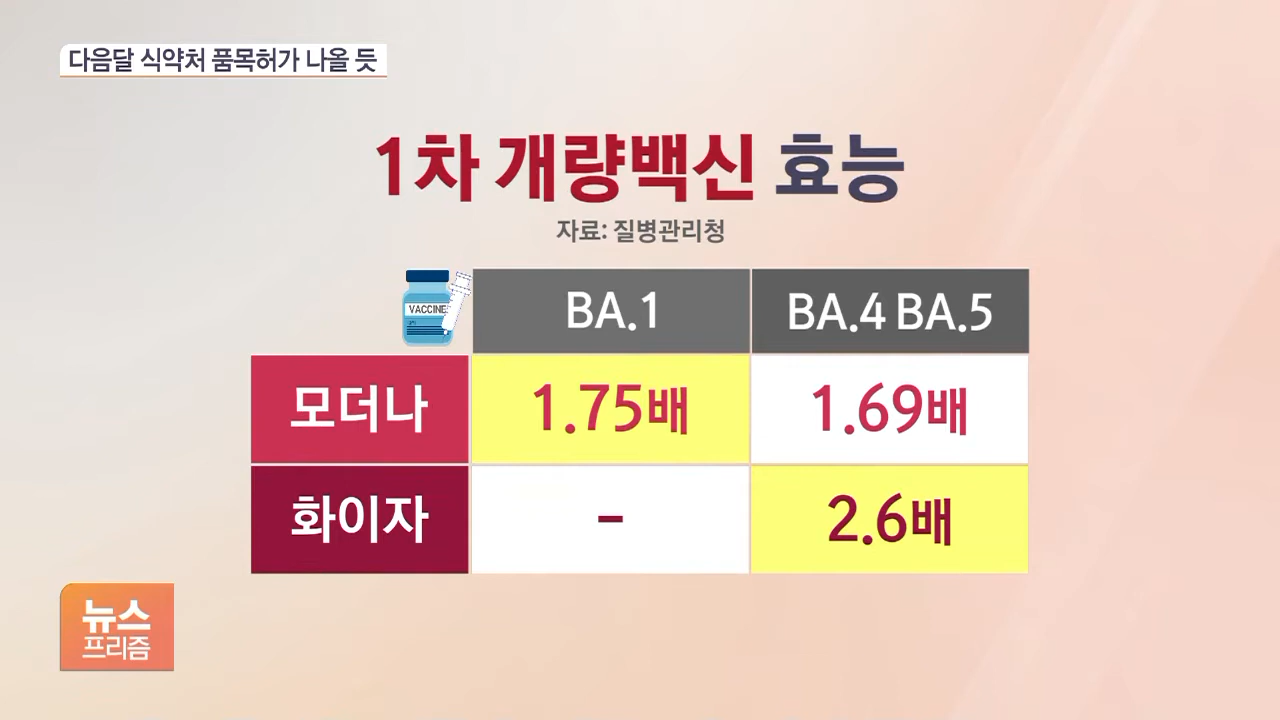 다음달 식약처 품목허가 나올 듯
1차 개량백신 효능
자료: 질병관리청
VACCINE
BA.1
BA.4 BA.5
모더나
1.75배
1.69배
화이자
-
2.6배
뉴스
프리즘